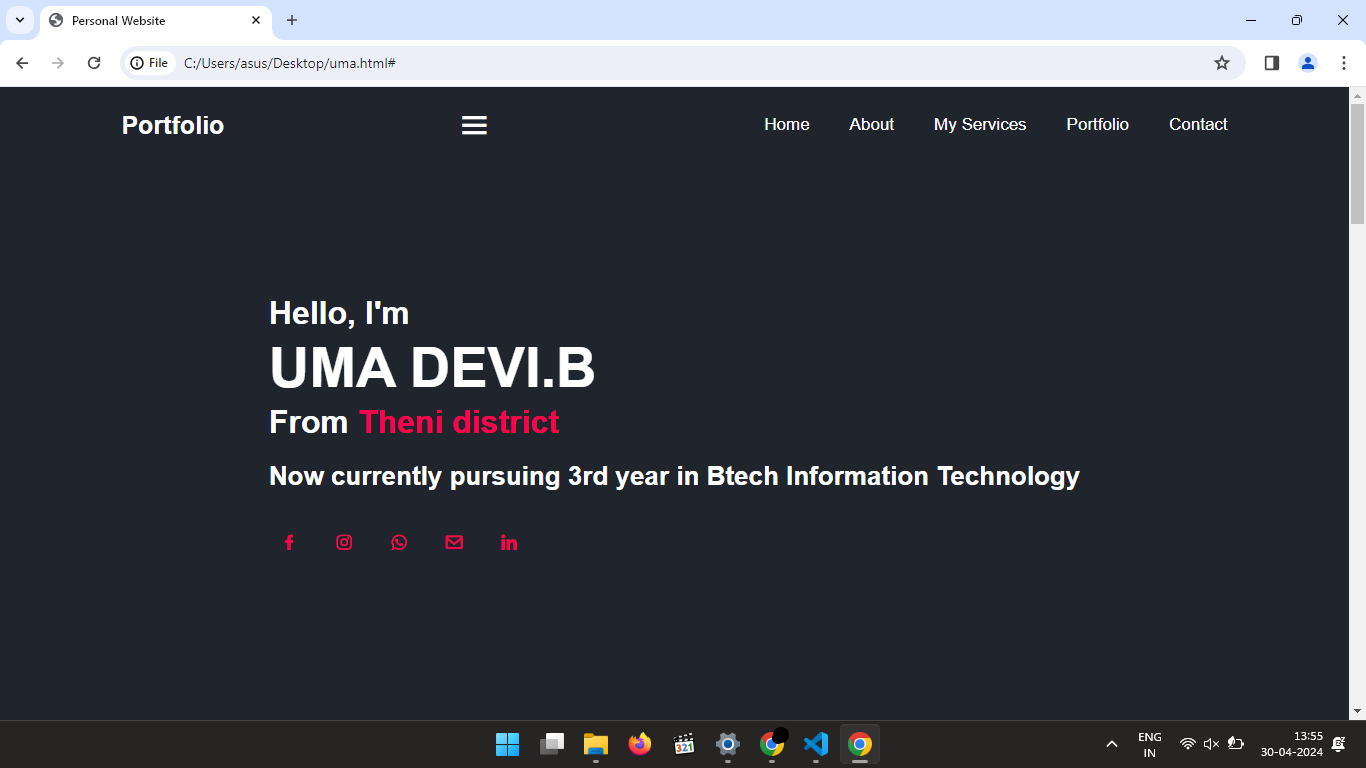 Personal Website
File
C:/Users/asus/Desktop/uma.html#
Portfolio
Home About My Services Portfolio Contact
Hello, I'm
UMA DEVI.B
From Theni district
Now currently pursuing 3rd year in Btech Information Technology
321
ENG
IN
13:55
30-04-2024